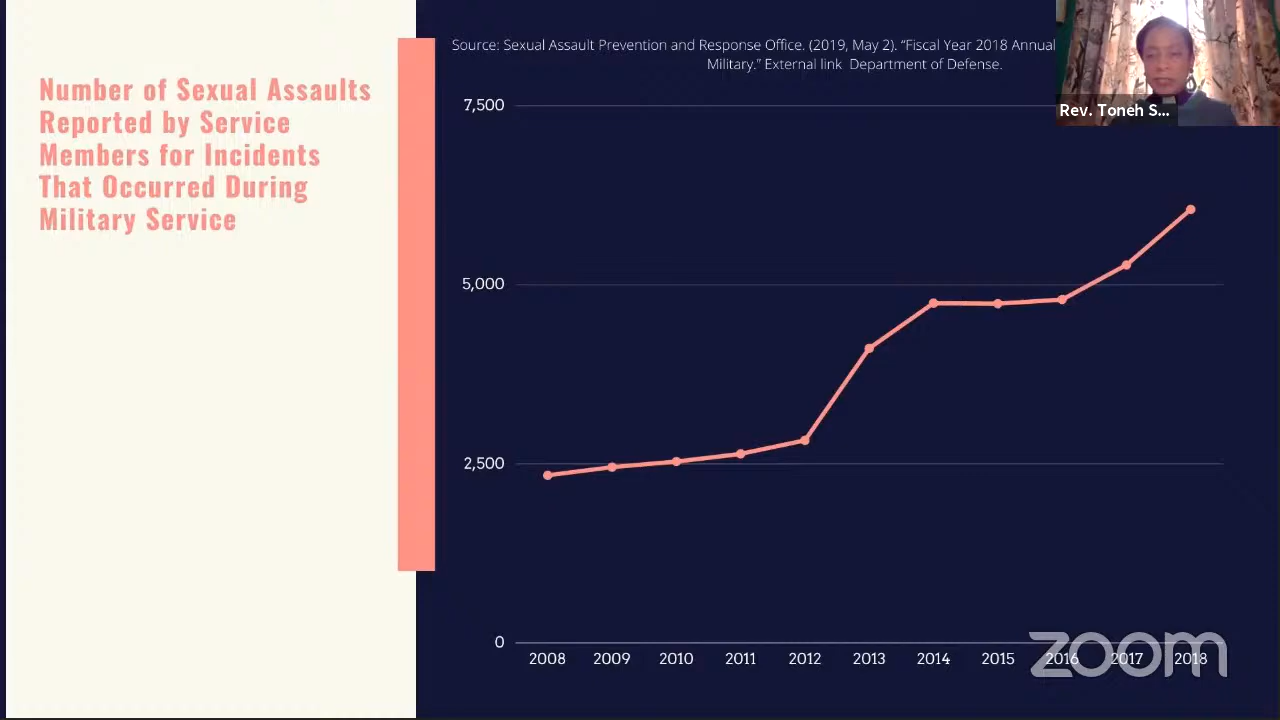 Number of Sexual Assaults
Reported by Service
Members for Incidents
That Occurred During
Military Service
Source: Sexual Assault Prevention and Response Office. (2019, May 2). “Fiscal Year 2018 Annual
Military.” External link Department of Defense.
Rev. Toneh S...
7,500
5,000
2,500
0
2008 2009 2010 2011 2012 2013 2014 2015 2016 2017 2018
zoom